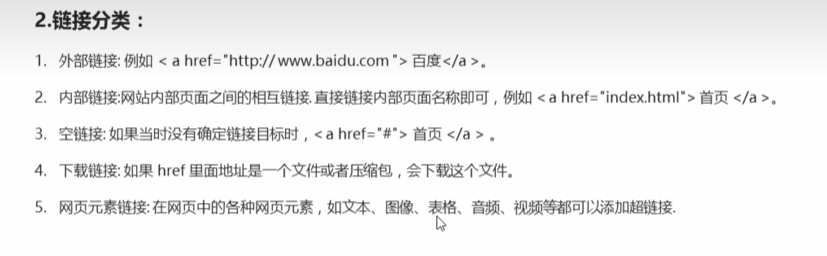 2.链接分类：
1. 外部链接: 例如 < a href="http:// www.baidu.com "> 百度</a >。
2. 内部链接:网站内部页面之间的相互链接. 直接链接内部页面名称即可，例如 < a href="index.html"> 首页 </a >。
3. 空链接: 如果当时没有确定链接目标时，< a href="#"> 首页 </a > 。
4. 下载链接: 如果 href 里面地址是一个文件或者压缩包，会下载这个文件。
5. 网页元素链接: 在网页中的各种网页元素，如文本、图像、表格、音频、视频等都可以添加超链接.